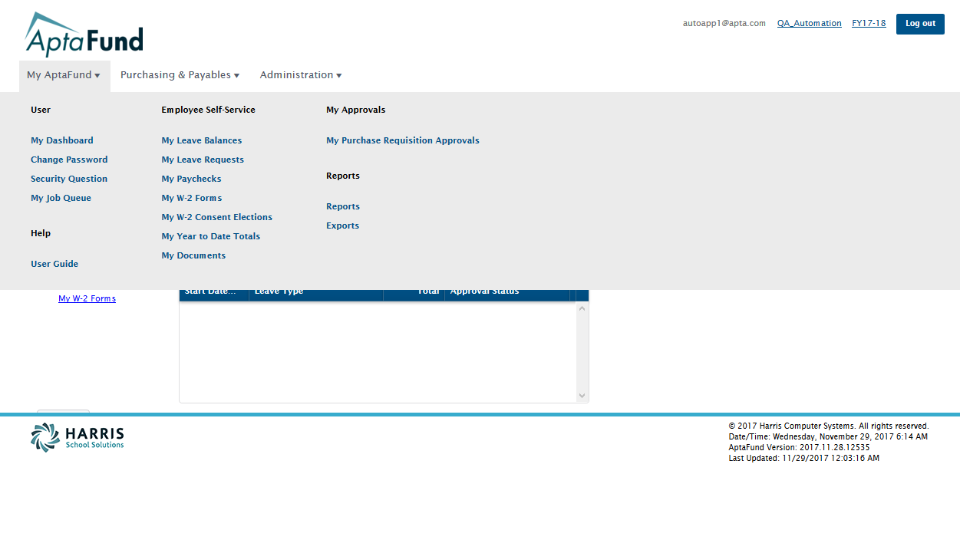 AptaFund
autoapp1@apta.com QA_Automation FY17-18 Log out
My AptaFund Purchasing & Payables Administration
User
My Dashboard
Change Password
Security Question
My Job Queue
Help
User Guide
Employee Self-Service
My Leave Balances
My Leave Requests
My Paychecks
My W-2 Forms
My W-2 Consent Elections
My Year to Date Totals
My Documents
My Approvals
My Purchase Requisition Approvals
Reports
Reports
Exports
My W-2 Forms
Start Date... Leave Type Total Approval Status
HARRIS
School Solutions
© 2017 Harris Computer Systems. All rights reserved.
Date/Time: Wednesday, November 29, 2017 6:14 AM
AptaFund Version: 2017.11.28.12535
Last Updated: 11/29/2017 12:03:16 AM